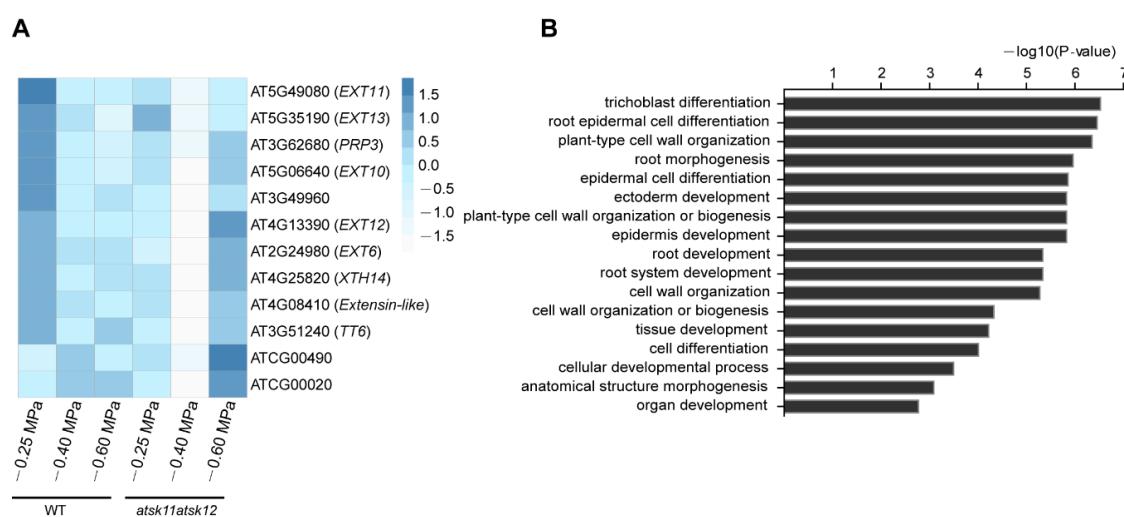 A
AT5G49080 (EXT11)
AT5G35190 (EXT13)
AT3G62680 (PRP3)
AT5G06640 (EXT10)
AT3G49960
AT4G13390 (EXT12)
AT2G24980 (EXT6)
AT4G25820 (XTH14)
AT4G08410 (Extensin-like)
AT3G51240 (TT6)
ATCG00490
ATCG00020
1.5
1.0
0.5
0.0
−0.5
−1.0
−1.5
−0.25 MPa
−0.40 MPa
−0.60 MPa
−0.25 MPa
−0.40 MPa
−0.60 MPa
WT
atsk11atsk12
B
−log10(P-value)
1 2 3 4 5 6 7
trichoblast differentiation
root epidermal cell differentiation
plant-type cell wall organization
root morphogenesis
epidermal cell differentiation
ectoderm development
plant-type cell wall organization or biogenesis
epidermis development
root development
root system development
cell wall organization
cell wall organization or biogenesis
tissue development
cell differentiation
cellular developmental process
anatomical structure morphogenesis
organ development